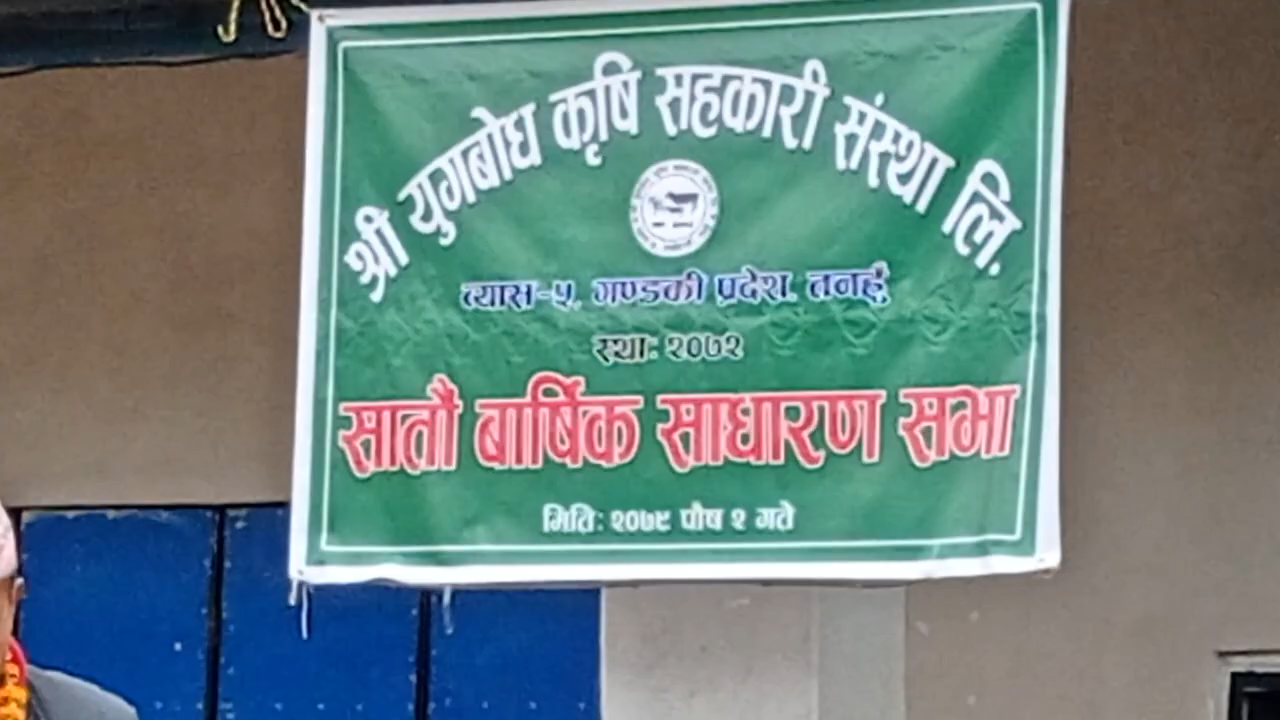 श्री युगबोध कृषि सहकारी संस्था लि.
व्यास-५, गण्डकी प्रदेश, तनहुँ
स्था: २०७२
सातौ बार्षिक साधारण सभा
मिति: २०७९ पौष २ गते